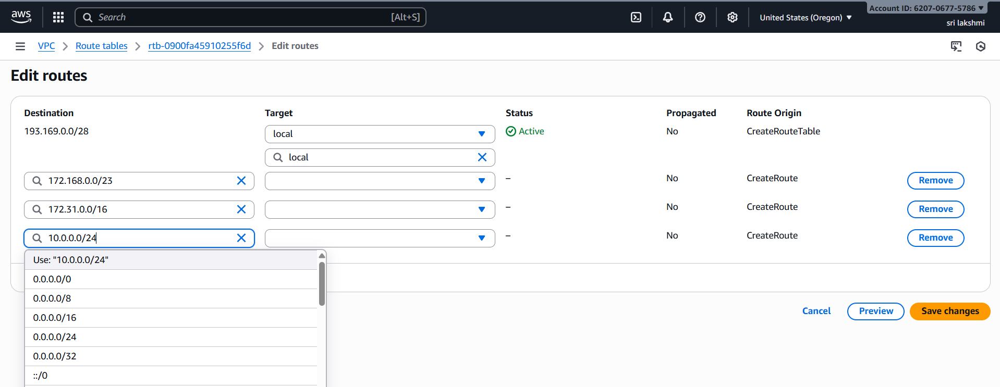 aws
Search
[Alt+S]
United States (Oregon)
Account ID: 6207-0677-5786
sri lakshmi
VPC
Route tables
rtb-0900fa45910255f6d
Edit routes
Edit routes
Destination Target Status Propagated Route Origin
193.169.0.0/28 local Active No CreateRouteTable
local
172.168.0.0/23 – No CreateRoute Remove
172.31.0.0/16 – No CreateRoute Remove
10.0.0.0/24 – No CreateRoute Remove
Use: "10.0.0.0/24"
0.0.0.0/0
0.0.0.0/8
0.0.0.0/16
0.0.0.0/24
0.0.0.0/32
::/0
Cancel Preview Save changes